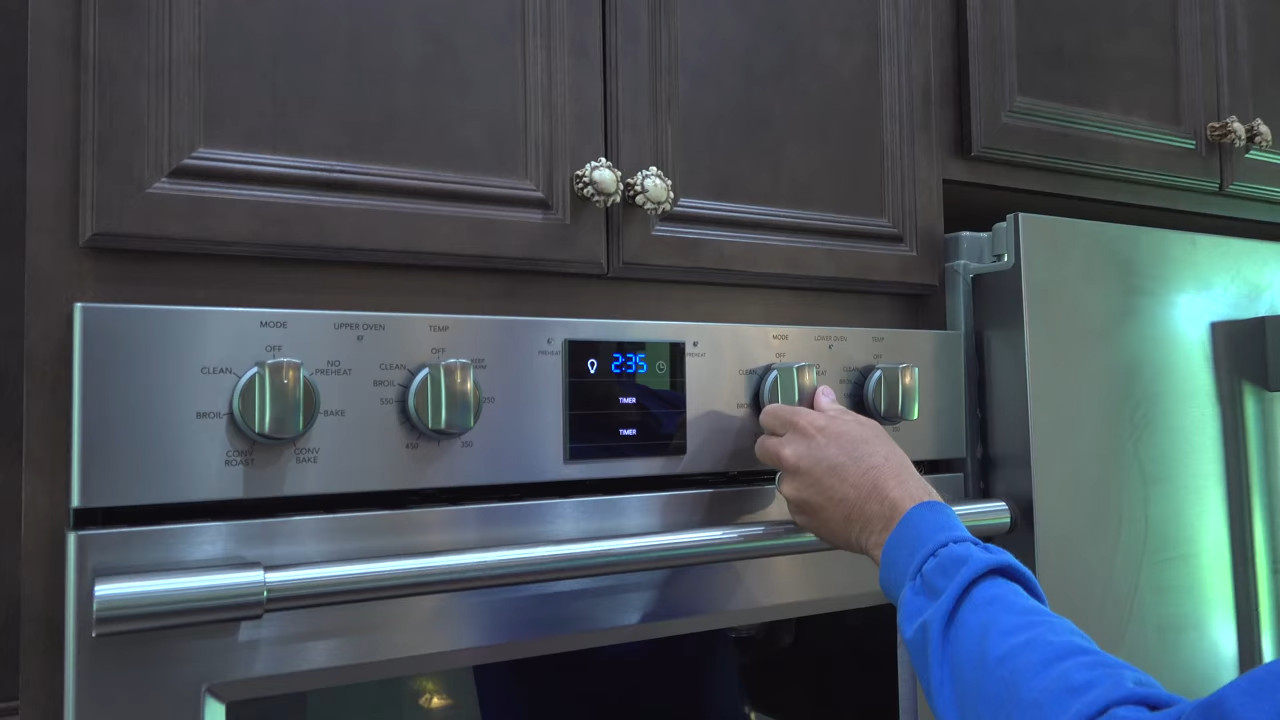 MODE
UPPER OVEN
TEMP
OFF
CLEAN
NO
PREHEAT
BROIL
BAKE
CONV
ROAST
CONV
BAKE
OFF
CLEAN
KEEP
WARM
BROIL
550
250
450
350
PREHEAT
PREHEAT
2:35
TIMER
TIMER
MODE
LOWER OVEN
TEMP
OFF
CLEAN
NO
OFF